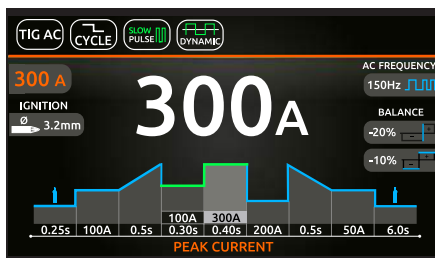 TIG AC CYCLE SLOW PULSE DYNAMIC
300 A
300A
AC FREQUENCY
150Hz
IGNITION
Ø 3.2mm
BALANCE
-20%
-10%
100A 300A
0.25s 100A 0.5s 0.30s 0.40s 200A 0.5s 50A 6.0s
PEAK CURRENT